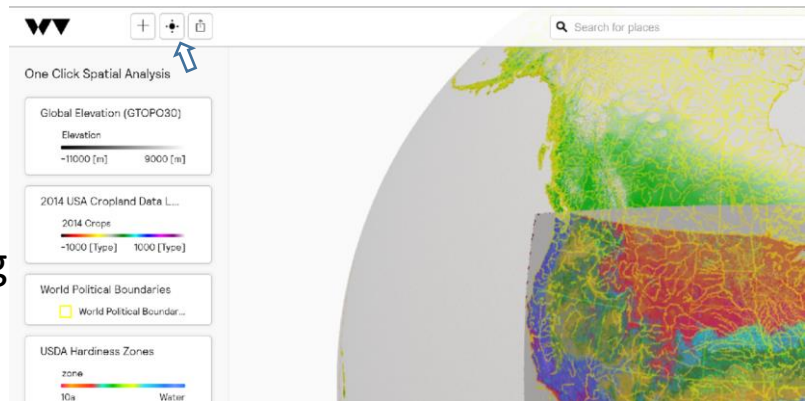 WV
Search for places
One Click Spatial Analysis
Global Elevation (GTOPO30)
Elevation
-11000 [m] 9000 [m]
2014 USA Cropland Data L...
2014 Crops
-1000 [Type] 1000 [Type]
g
World Political Boundaries
World Political Boundar...
USDA Hardiness Zones
zone
10a Water